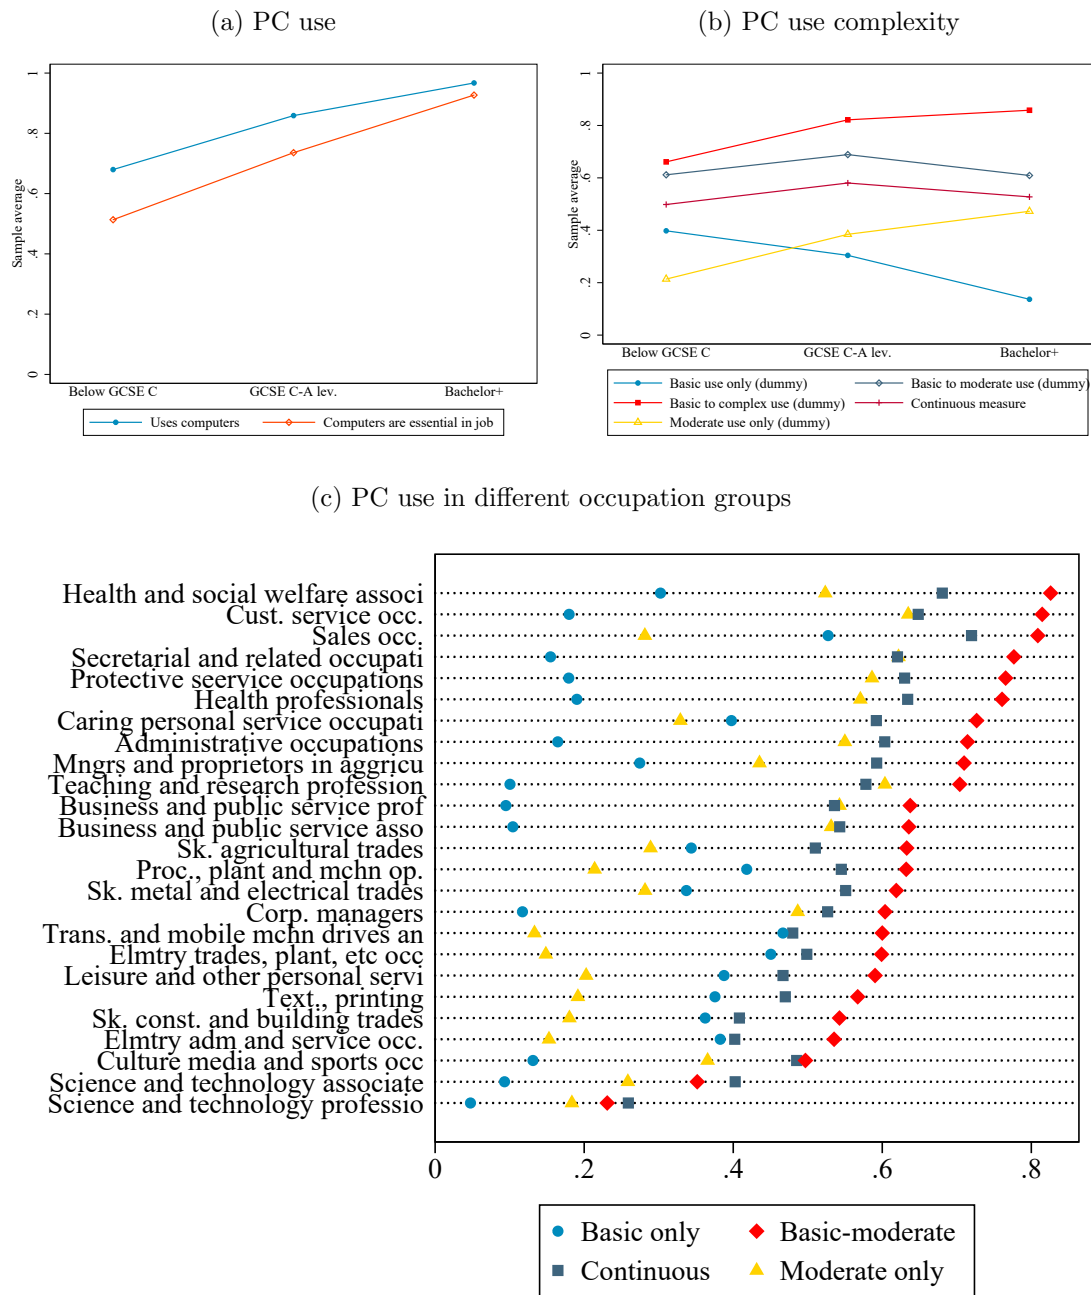 (a) PC use
Sample average
1
.8
.6
.4
.2
0
Below GCSE C
GCSE C-A lev.
Bachelor+
Uses computers
Computers are essential in job
(b) PC use complexity
Sample average
1
.8
.6
.4
.2
0
Below GCSE C
GCSE C-A lev.
Bachelor+
Basic use only (dummy)
Basic to moderate use (dummy)
Basic to complex use (dummy)
Continuous measure
Moderate use only (dummy)
(c) PC use in different occupation groups
Health and social welfare associ
Cust. service occ.
Sales occ.
Secretarial and related occupati
Protective seervice occupations
Health professionals
Caring personal service occupati
Administrative occupations
Mngrs and proprietors in aggricu
Teaching and research profession
Business and public service prof
Business and public service asso
Sk. agricultural trades
Proc., plant and mchn op.
Sk. metal and electrical trades
Corp. managers
Trans. and mobile mchn drives an
Elmtry trades, plant, etc occ
Leisure and other personal servi
Text., printing
Sk. const. and building trades
Elmtry adm and service occ.
Culture media and sports occ
Science and technology associate
Science and technology professio
0
.2
.4
.6
.8
Basic only
Basic-moderate
Continuous
Moderate only